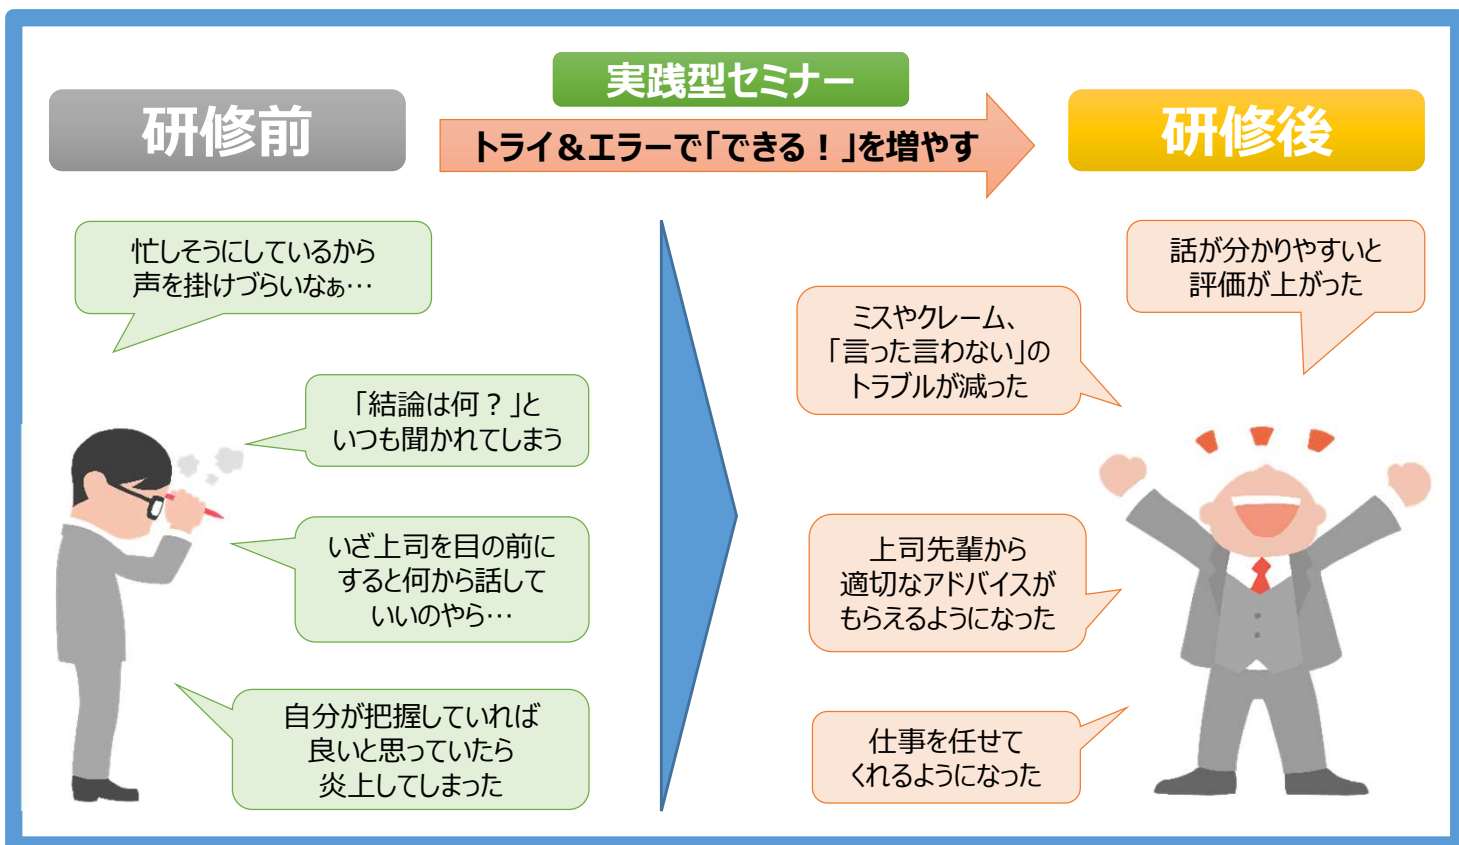 実践型セミナー
研修前
トライ＆エラーで「できる！」を増やす
研修後
忙しそうにしているから
声を掛けづらいなぁ…
「結論は何？」と
いつも聞かれてしまう
いざ上司を目の前に
すると何から話して
いいのやら…
自分が把握していれば
良いと思っていたら
炎上してしまった
話が分かりやすいと
評価が上がった
ミスやクレーム、
「言った言わない」の
トラブルが減った
上司先輩から
適切なアドバイスが
もらえるようになった
仕事を任せて
くれるようになった